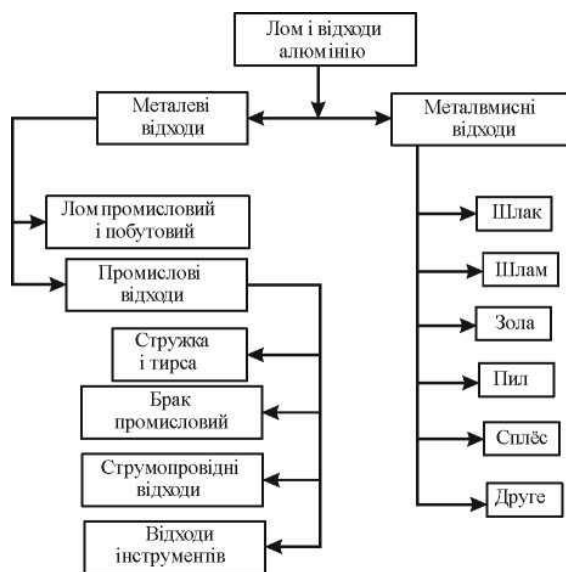 Лом і відходи
алюмінію
Металеві
відходи
Металвмисні
відходи
Лом промисловий
і побутовий
Промислові
відходи
Стружка
і тирса
Брак
промисловий
Струмопровідні
відходи
Відходи
інструментів
Шлак
Шлам
Зола
Пил
Сплёс
Друге